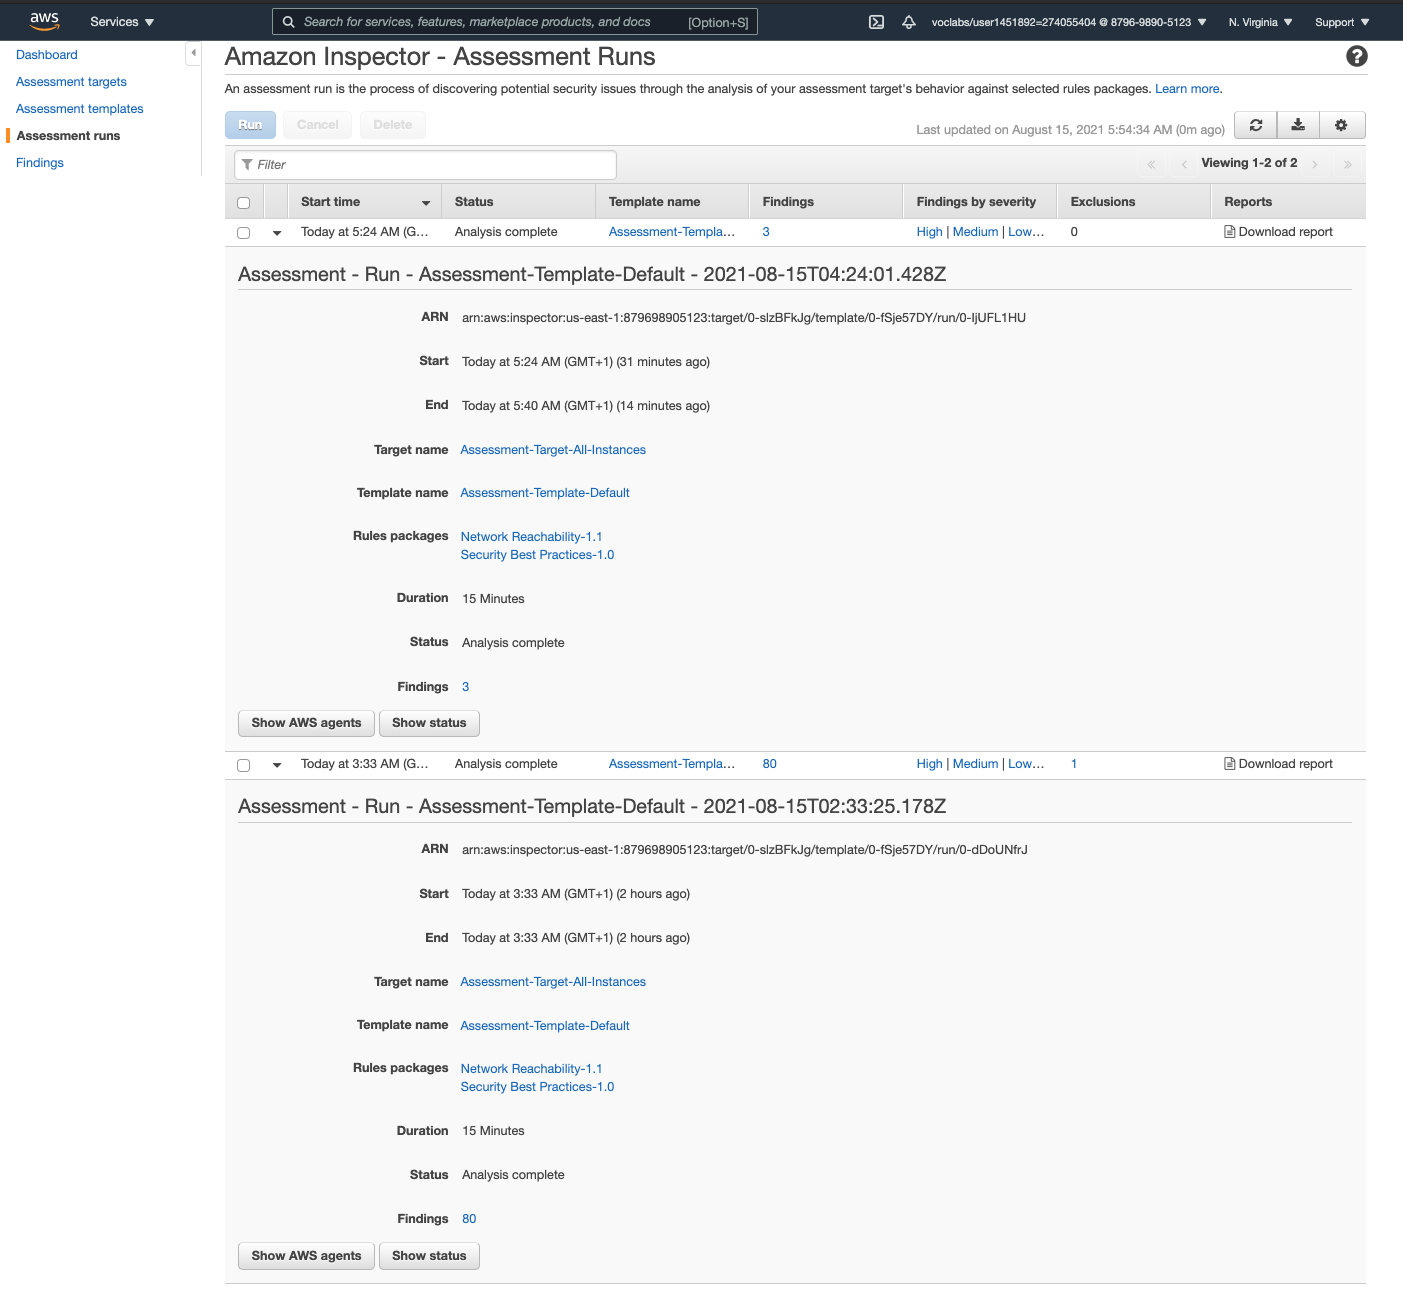 aws Services Search for services, features, marketplace products, and docs [Option+S] voclabs/user1451892=274055404 @ 8796-9890-5123 N. Virginia Support
Dashboard
Assessment targets
Assessment templates
Assessment runs
Findings
Amazon Inspector - Assessment Runs
An assessment run is the process of discovering potential security issues through the analysis of your assessment target's behavior against selected rules packages. Learn more.
Run Cancel Delete Last updated on August 15, 2021 5:54:34 AM (0m ago)
Filter Viewing 1-2 of 2
Start time Status Template name Findings Findings by severity Exclusions Reports
Today at 5:24 AM (G... Analysis complete Assessment-Templa... 3 High | Medium | Low... 0 Download report
Assessment - Run - Assessment-Template-Default - 2021-08-15T04:24:01.428Z
ARN arn:aws:inspector:us-east-1:879698905123:target/0-slzBFkJg/template/0-fSje57DY/run/0-IjUFL1HU
Start Today at 5:24 AM (GMT+1) (31 minutes ago)
End Today at 5:40 AM (GMT+1) (14 minutes ago)
Target name Assessment-Target-All-Instances
Template name Assessment-Template-Default
Rules packages Network Reachability-1.1
Security Best Practices-1.0
Duration 15 Minutes
Status Analysis complete
Findings 3
Show AWS agents Show status
Today at 3:33 AM (G... Analysis complete Assessment-Templa... 80 High | Medium | Low... 1 Download report
Assessment - Run - Assessment-Template-Default - 2021-08-15T02:33:25.178Z
ARN arn:aws:inspector:us-east-1:879698905123:target/0-slzBFkJg/template/0-fSje57DY/run/0-dDoUNfrJ
Start Today at 3:33 AM (GMT+1) (2 hours ago)
End Today at 3:33 AM (GMT+1) (2 hours ago)
Target name Assessment-Target-All-Instances
Template name Assessment-Template-Default
Rules packages Network Reachability-1.1
Security Best Practices-1.0
Duration 15 Minutes
Status Analysis complete
Findings 80
Show AWS agents Show status